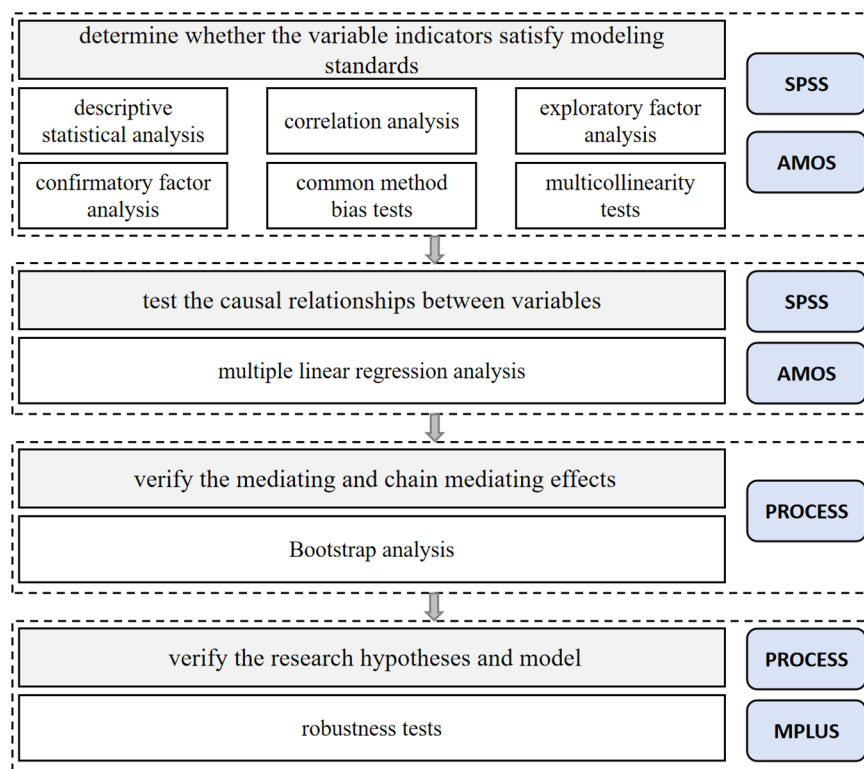 determine whether the variable indicators satisfy modeling
standards
SPSS
descriptive
statistical analysis
correlation analysis
exploratory factor
analysis
AMOS
confirmatory factor
analysis
common method
bias tests
multicollinearity
tests
test the causal relationships between variables
SPSS
multiple linear regression analysis
AMOS
verify the mediating and chain mediating effects
PROCESS
Bootstrap analysis
verify the research hypotheses and model
PROCESS
robustness tests
MPLUS